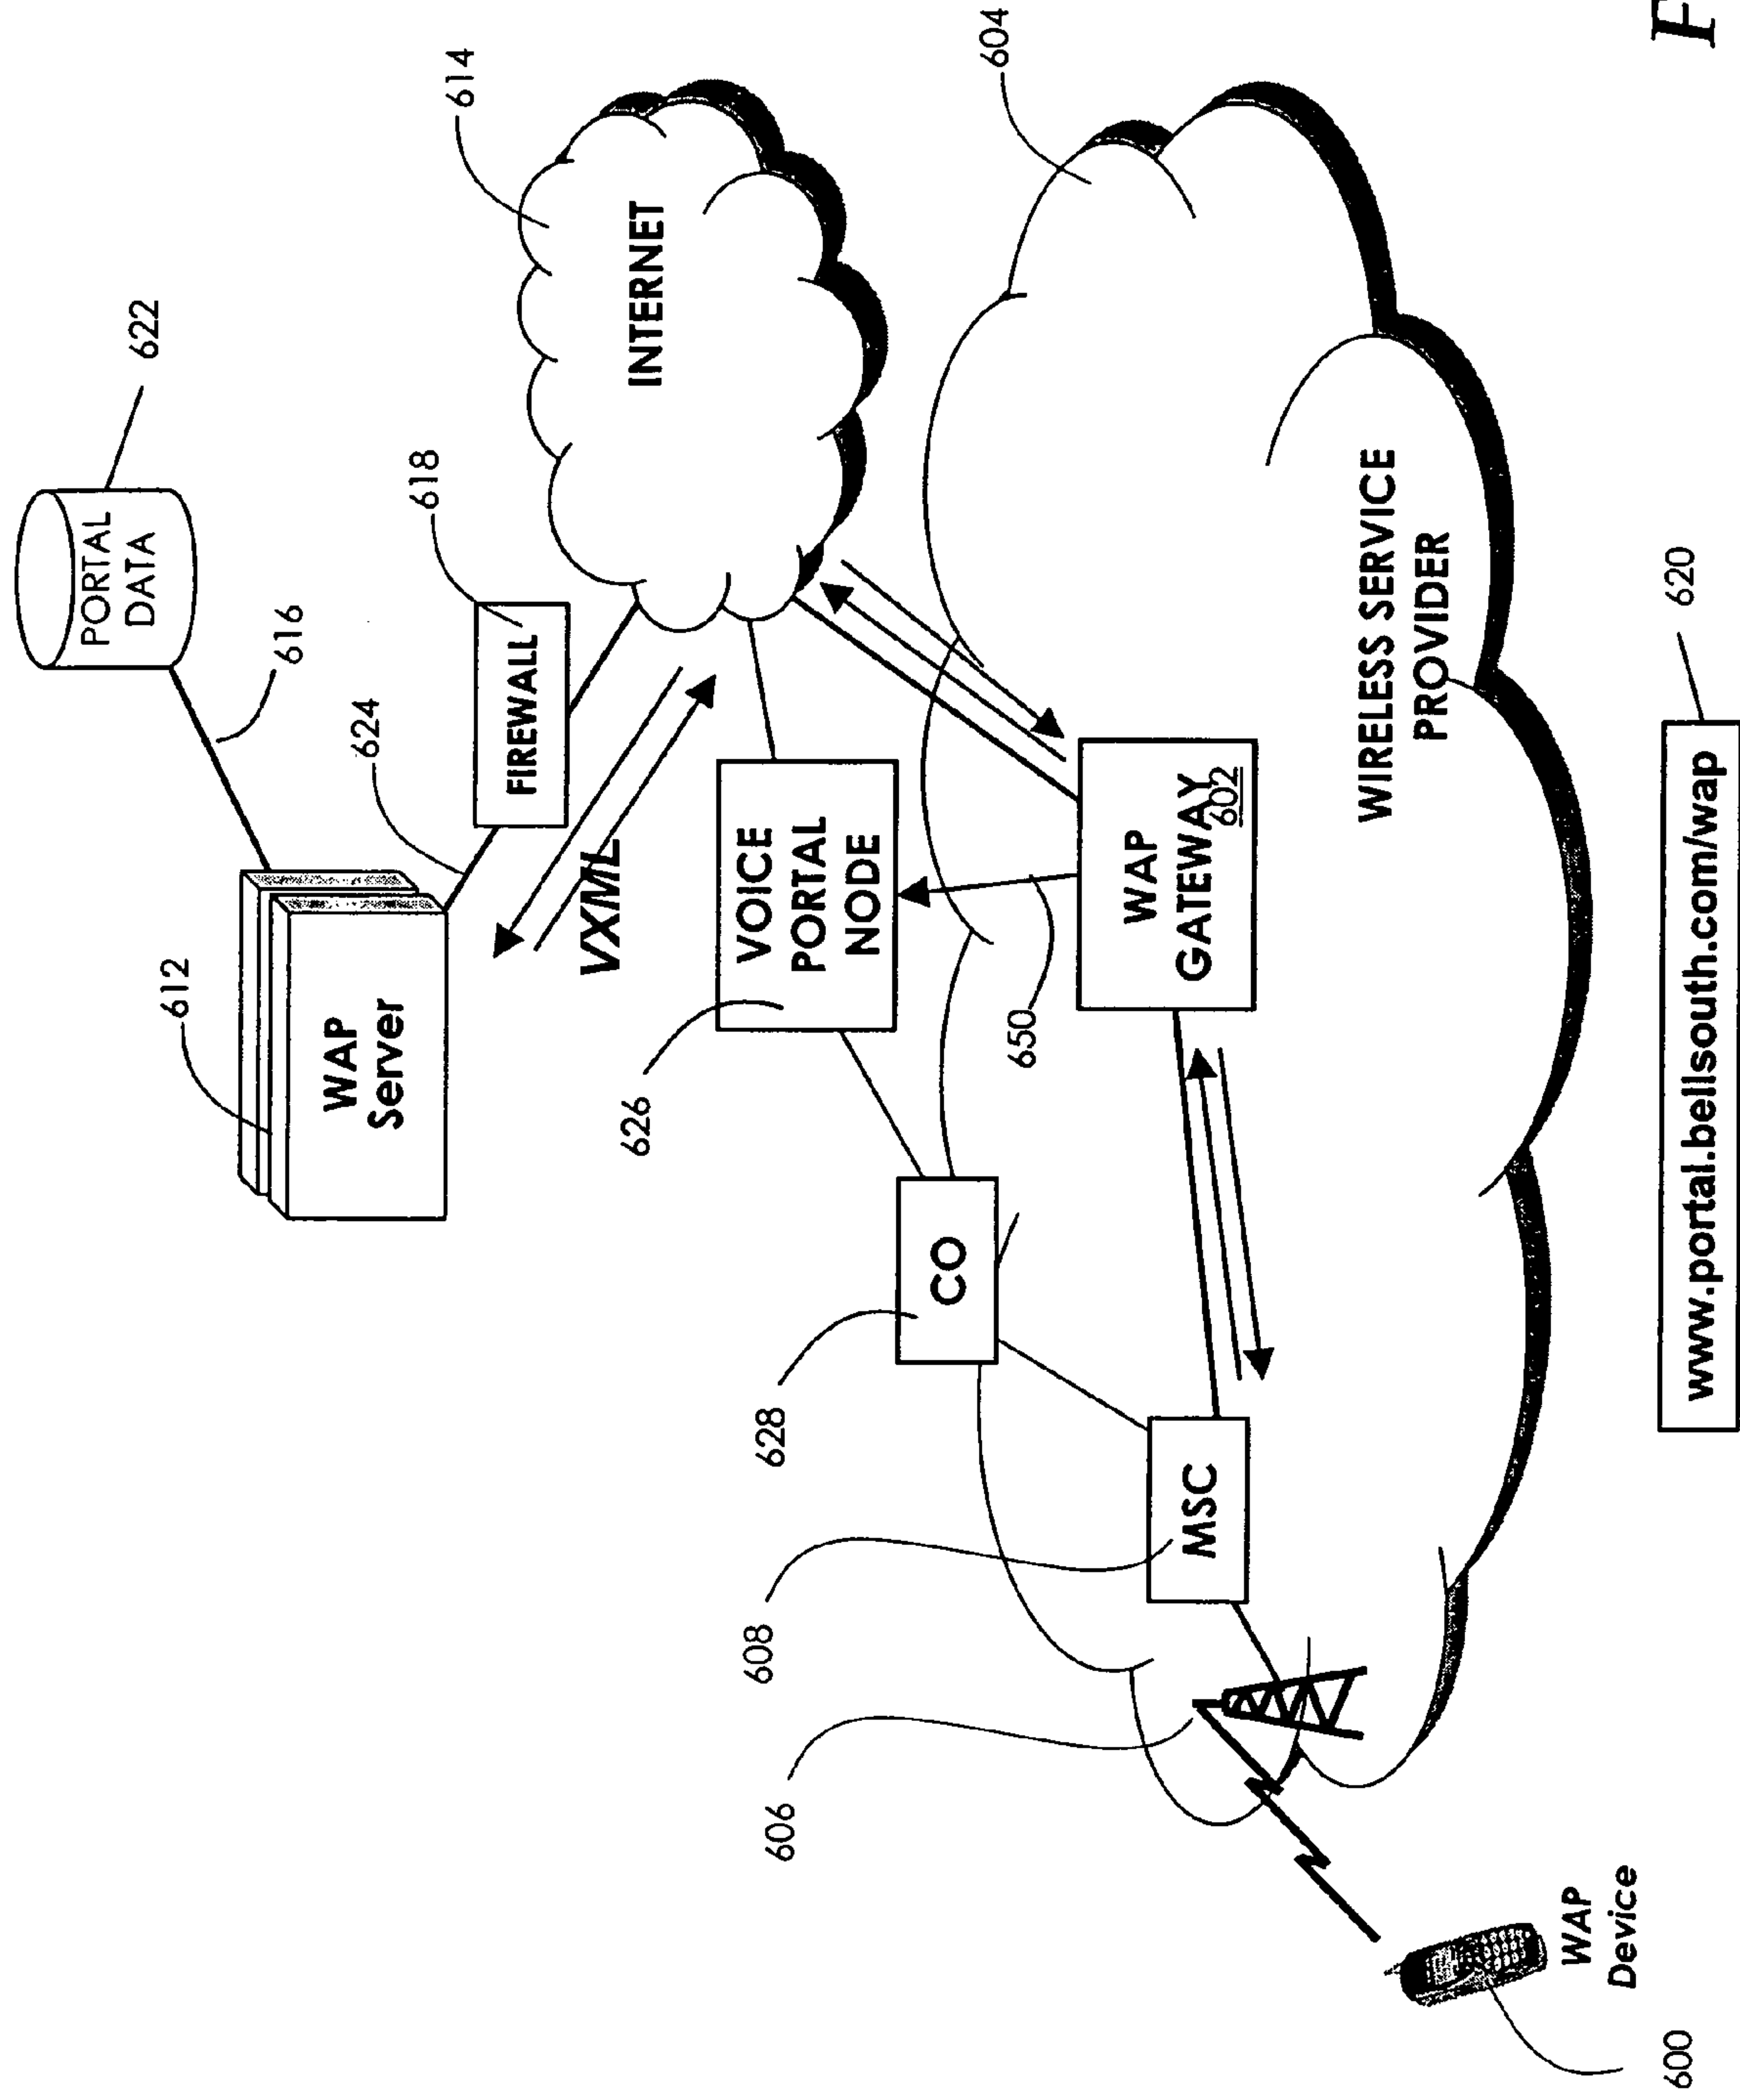 622
PORTAL
DATA
616
612
WAP
Server
624
618
FIREWALL
614
INTERNET
VXML
626
VOICE
PORTAL
NODE
604
628
CO
650
WAP
GATEWAY
602
608
MSC
606
WIRELESS SERVICE
PROVIDER
WAP
Device
600
620
www.portal.bellsouth.com/wap
F